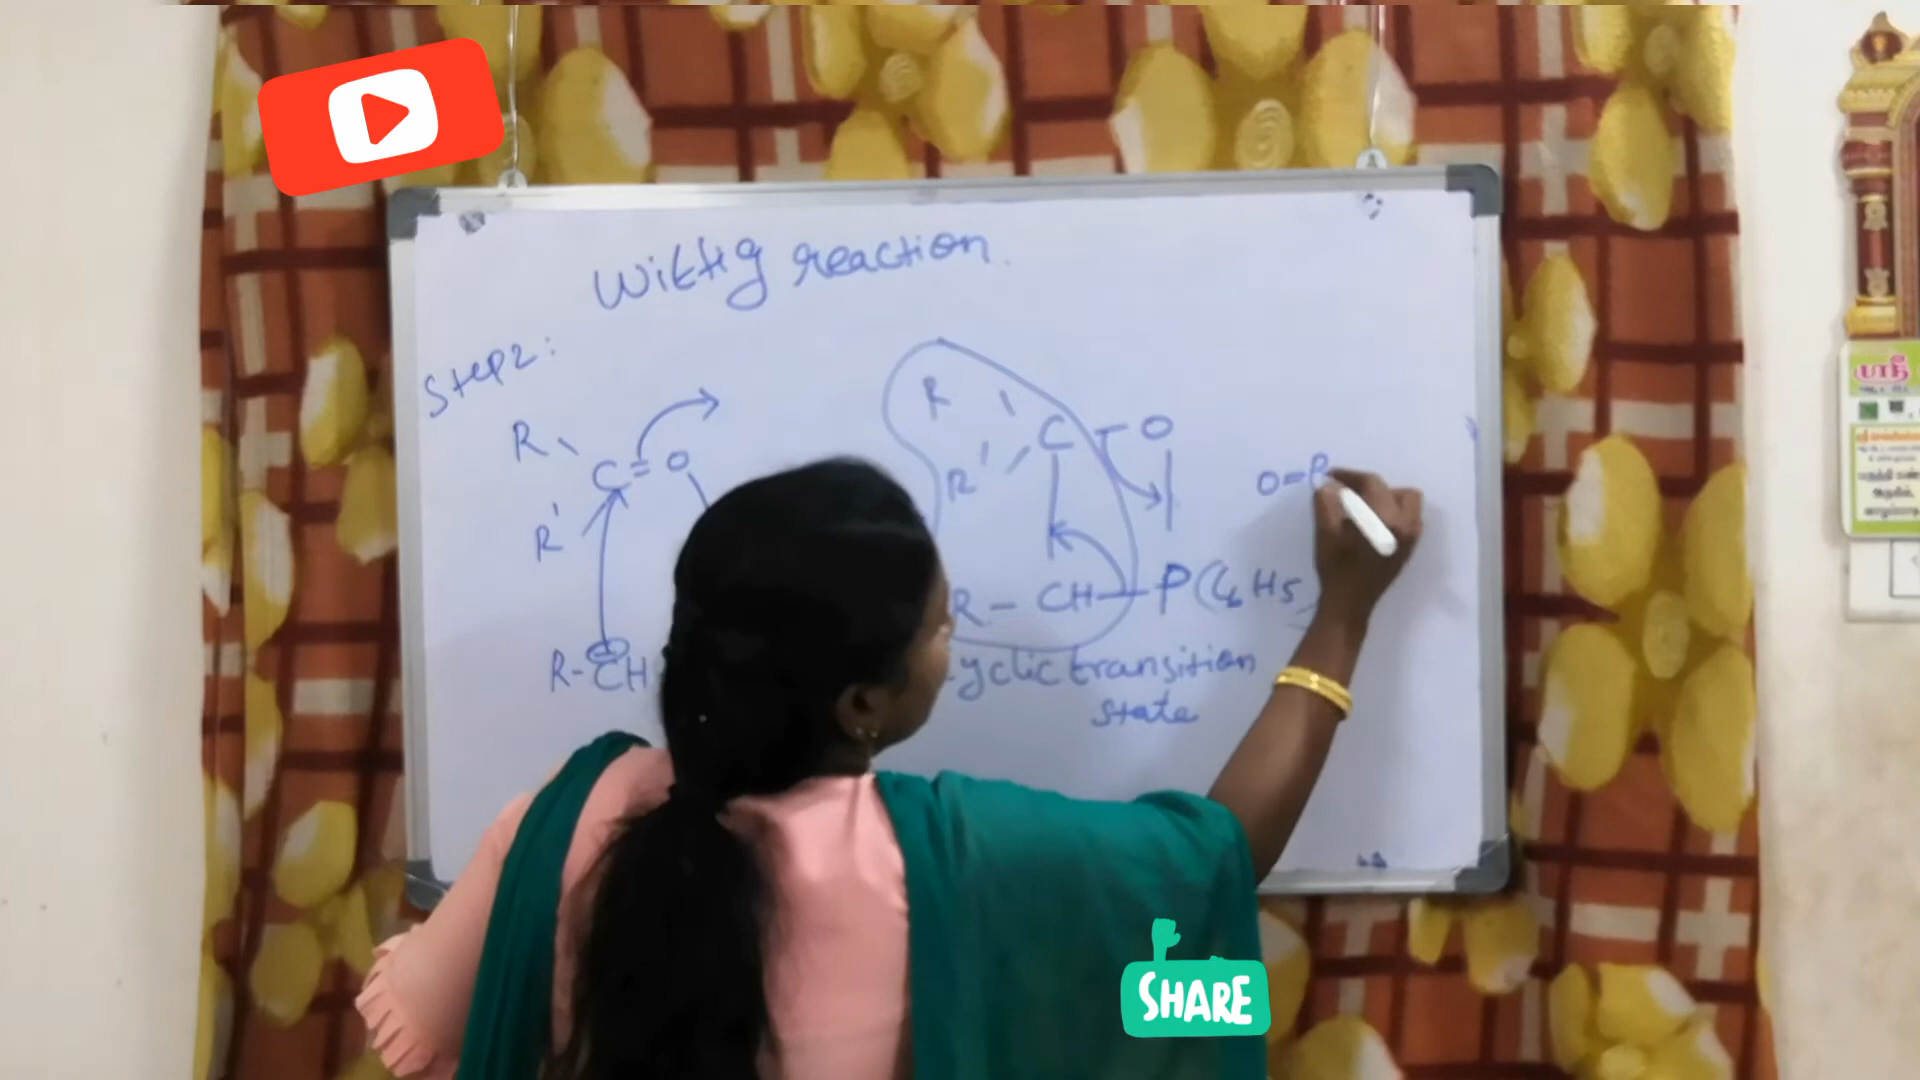 Wittig reaction.
Step 2:
R
C=O
R'
R-CH
R
C-O
R'
R-CH-P(C6H5
O=P
cyclic transition
state
SHARE
பாரீ